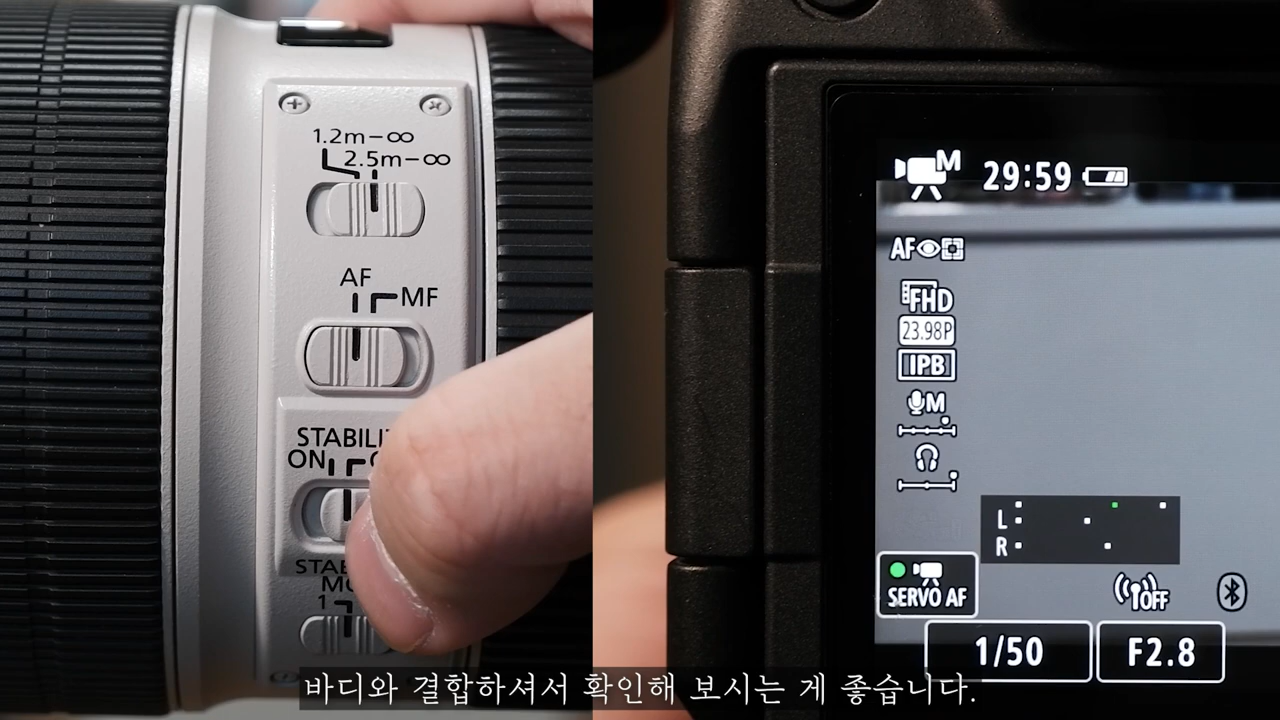 1.2m-∞
2.5m-∞
AF
MF
ON
1
M 29:59
AF
FHD
23.98P
IPB
M
L
R
SERVO AF
OFF
1/50 F2.8
바디와 결합하셔서 확인해 보시는 게 좋습니다.